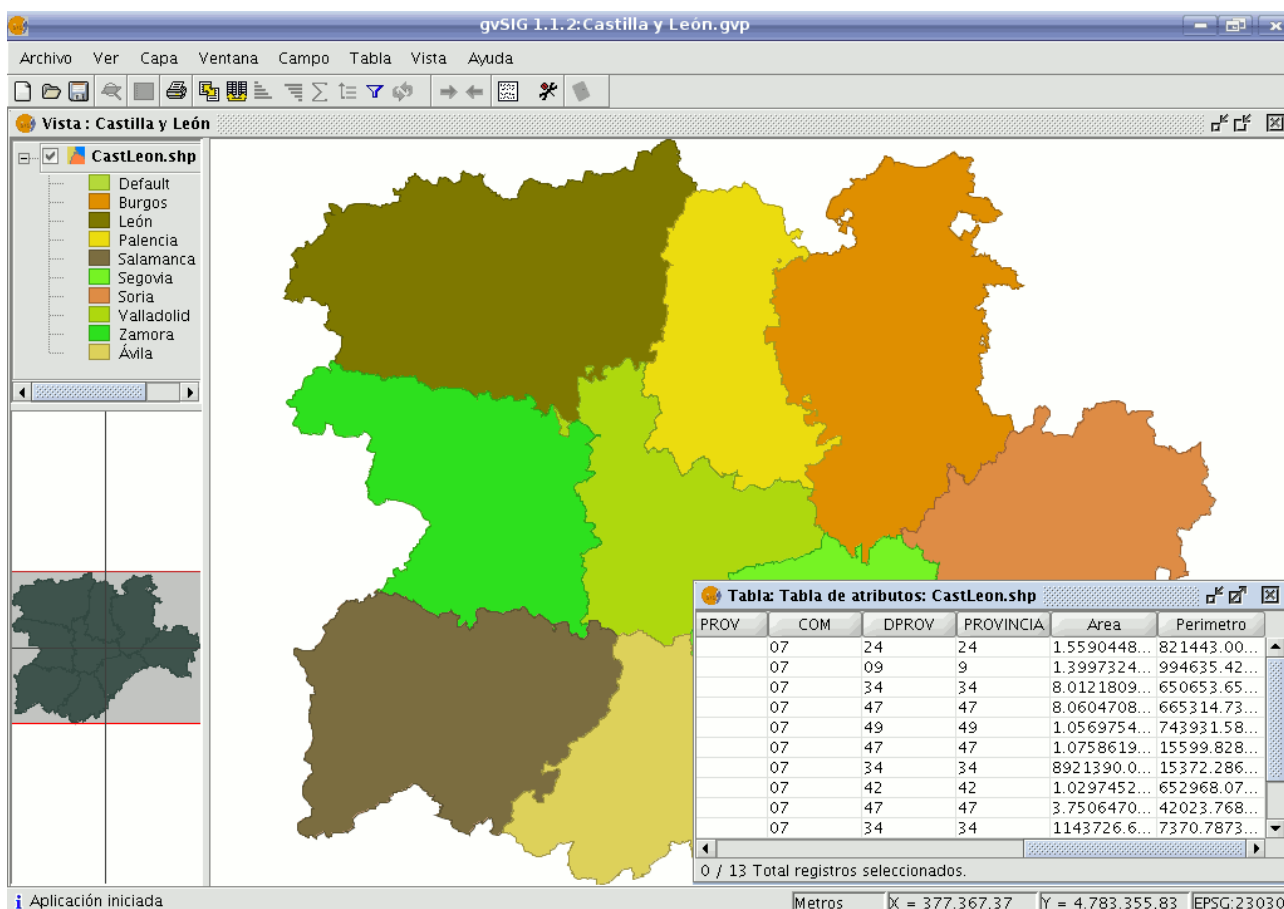 gvSIG 1.1.2:Castilla y León.gvp
Archivo Ver Capa Ventana Campo Tabla Vista Ayuda
Vista : Castilla y León
CastLeon.shp
Default
Burgos
León
Palencia
Salamanca
Segovia
Soria
Valladolid
Zamora
Ávila
Tabla: Tabla de atributos: CastLeon.shp
PROV COM DPROV PROVINCIA Area Perimetro
07 24 24 1.5590448... 821443.00...
07 09 9 1.3997324... 994635.42...
07 34 34 8.0121809... 650653.65...
07 47 47 8.0604708... 665314.73...
07 49 49 1.0569754... 743931.58...
07 47 47 1.0758619... 15599.828...
07 34 34 8921390.0... 15372.286...
07 42 42 1.0297452... 652968.07...
07 47 47 3.7506470... 42023.768...
07 34 34 1143726.6... 7370.7873...
0 / 13 Total registros seleccionados.
Aplicación iniciada
Metros X = 377.367,37 Y = 4.783.355,83 EPSG:23030